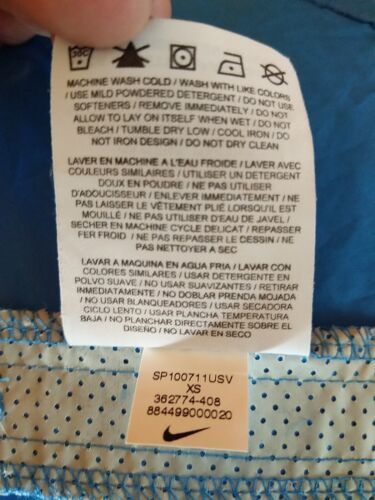 30C
MACHINE WASH COLD / WASH WITH LIKE COLORS
/ USE MILD POWDERED DETERGENT / DO NOT USE
SOFTENERS / REMOVE IMMEDIATELY / DO NOT
ALLOW TO LAY ON ITSELF WHEN WET / DO NOT
BLEACH / TUMBLE DRY LOW / COOL IRON / DO
NOT IRON DESIGN / DO NOT DRY CLEAN
LAVER EN MACHINE A L'EAU FROIDE / LAVER AVEC
COULEURS SIMILAIRES / UTILISER UN DETERGENT
DOUX EN POUDRE / NE PAS UTILISER
D'ADOUCISSEUR / ENLEVER IMMEDIATEMENT / NE
PAS LAISSER LE VÊTEMENT PLIÉ LORSQU'IL EST
MOUILLÉ / NE PAS UTILISER D'EAU DE JAVEL /
SECHER EN MACHINE CYCLE DELICAT / REPASSER
FER FROID / NE PAS REPASSER LE DESSIN / NE
PAS NETTOYER A SEC
LAVAR A MAQUINA EN AGUA FRIA / LAVAR CON
COLORES SIMILARES / USAR DETERGENTE EN
POLVO SUAVE / NO USAR SUAVIZANTES / RETIRAR
INMEDIATAMENTE / NO DOBLAR PRENDA MOJADA
/ NO USAR BLANQUEADORES / USAR SECADORA
CICLO LENTO / USAR PLANCHA TEMPERATURA
BAJA / NO PLANCHAR DIRECTAMENTE SOBRE EL
DISEÑO / NO LAVAR EN SECO
SP100711USV
XS
362774-408
884499000020